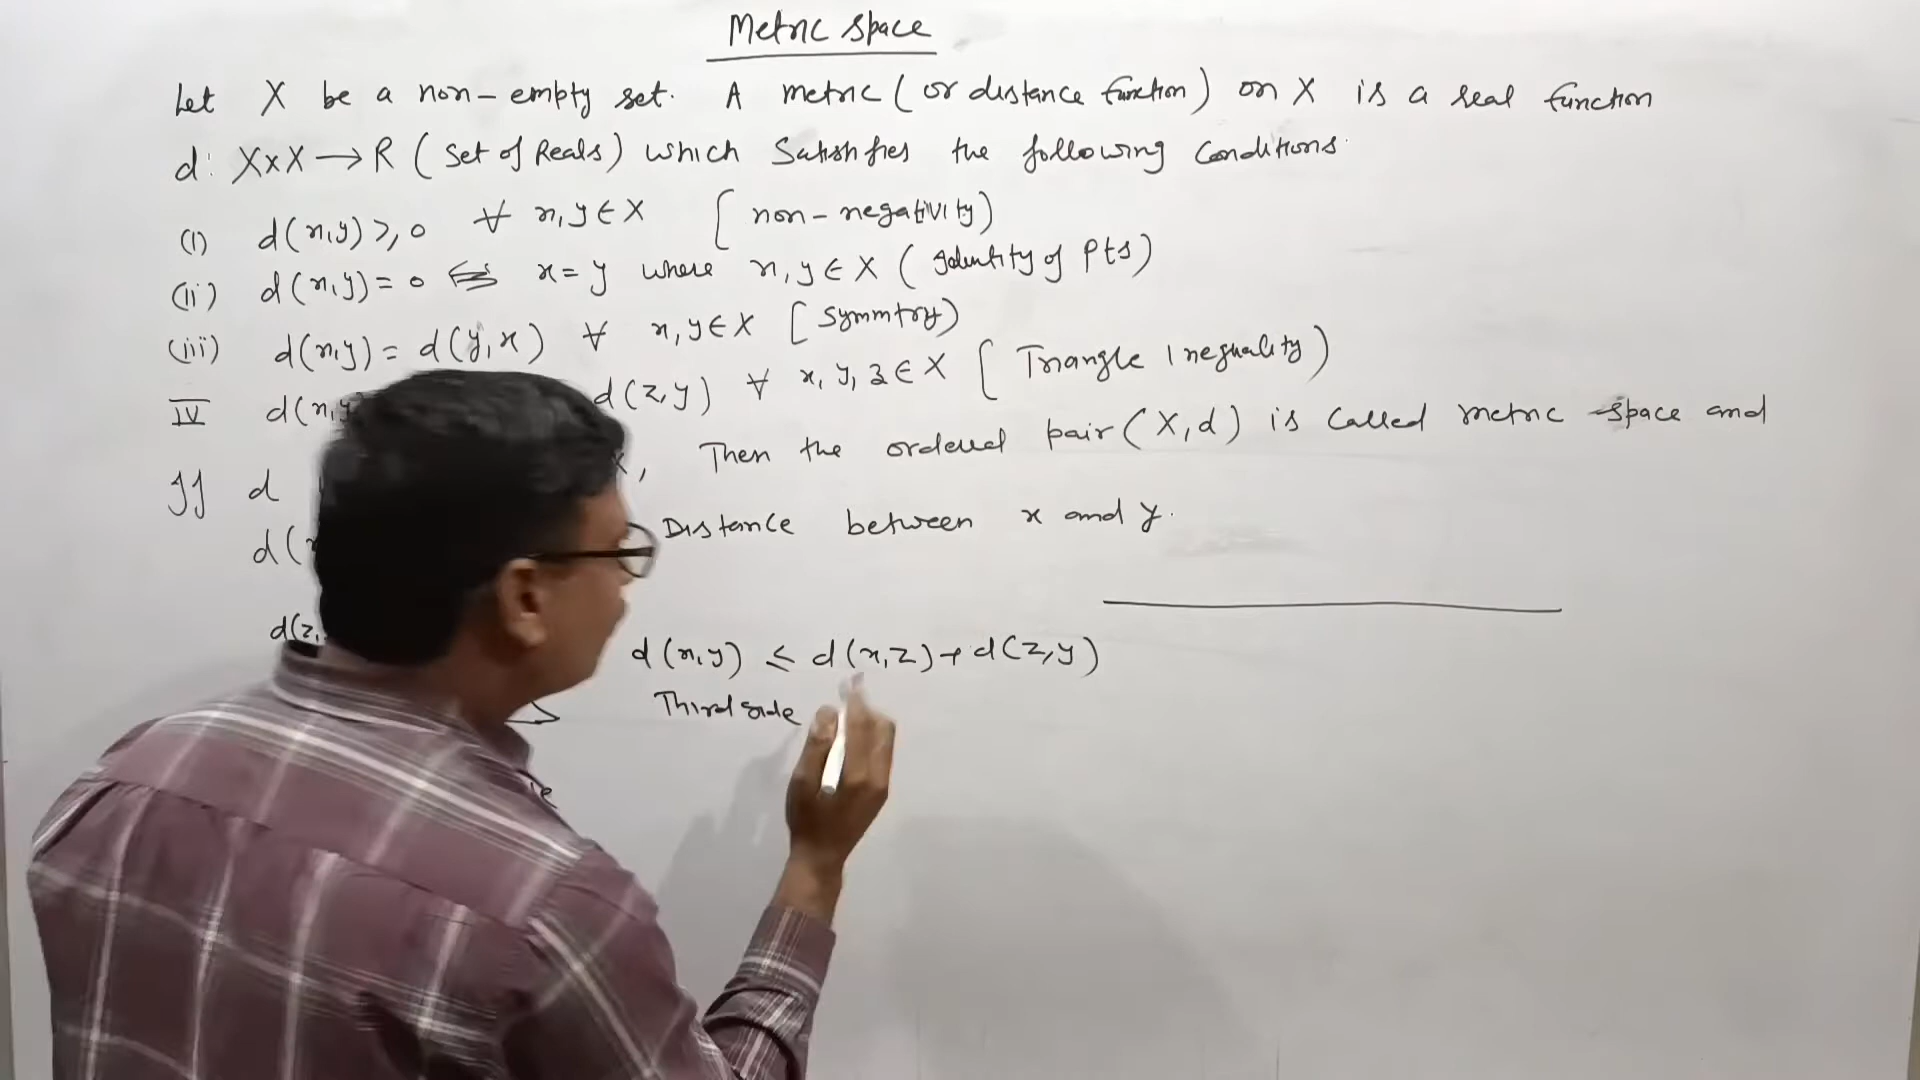 Metric space
Let X be a non-empty set. A metric (or distance function) on X is a real function
d: X×X → R (Set of Reals) which Satishfies the following Conditions.
(i) d(x,y) ≥ 0 ∀ x,y ∈ X [non-negativity)
(ii) d(x,y) = 0 ⇔ x = y where x,y ∈ X (Identity of pts)
(iii) d(x,y) = d(y,x) ∀ x,y ∈ X [Symmtry)
IV d(x,y d(z,y) ∀ x, y, z ∈ X [Triangle Inequality)
If d X, Then the ordered pair (X,d) is called metric space and
d( Distance between x and y.
d(z,
d(x,y) ≤ d(x,z) + d(z,y)
Third side